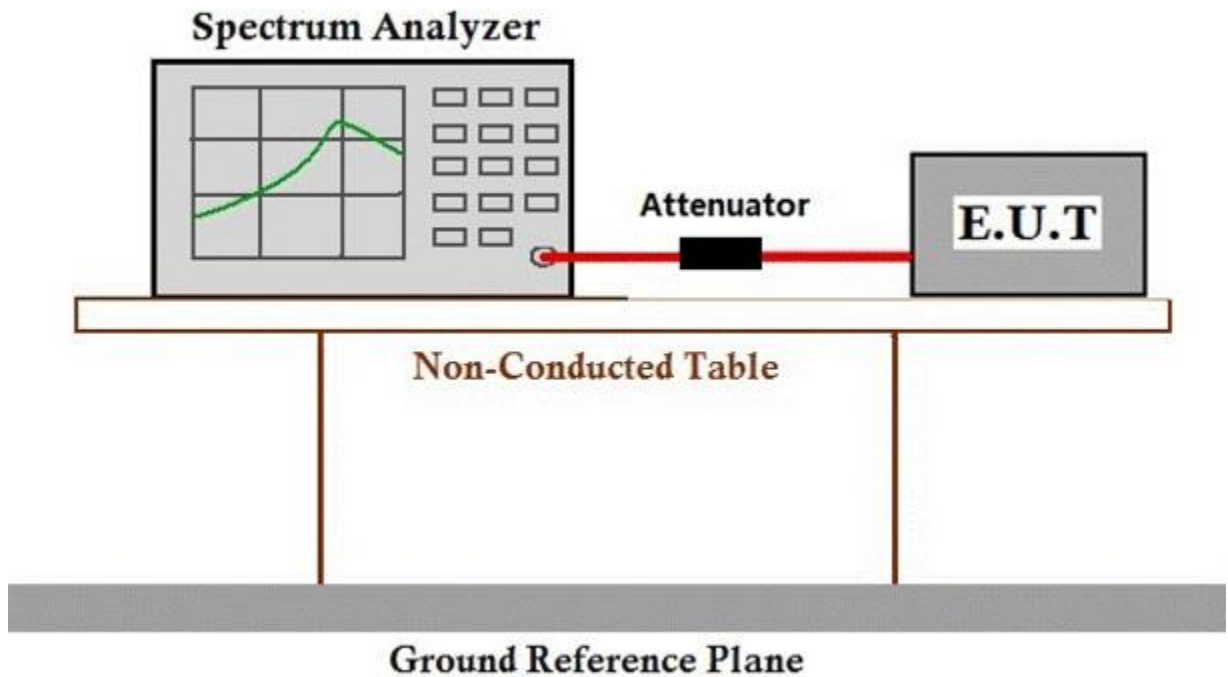 Spectrum Analyzer
Attenuator
E.U.T
Non-Conducted Table
Ground Reference Plane